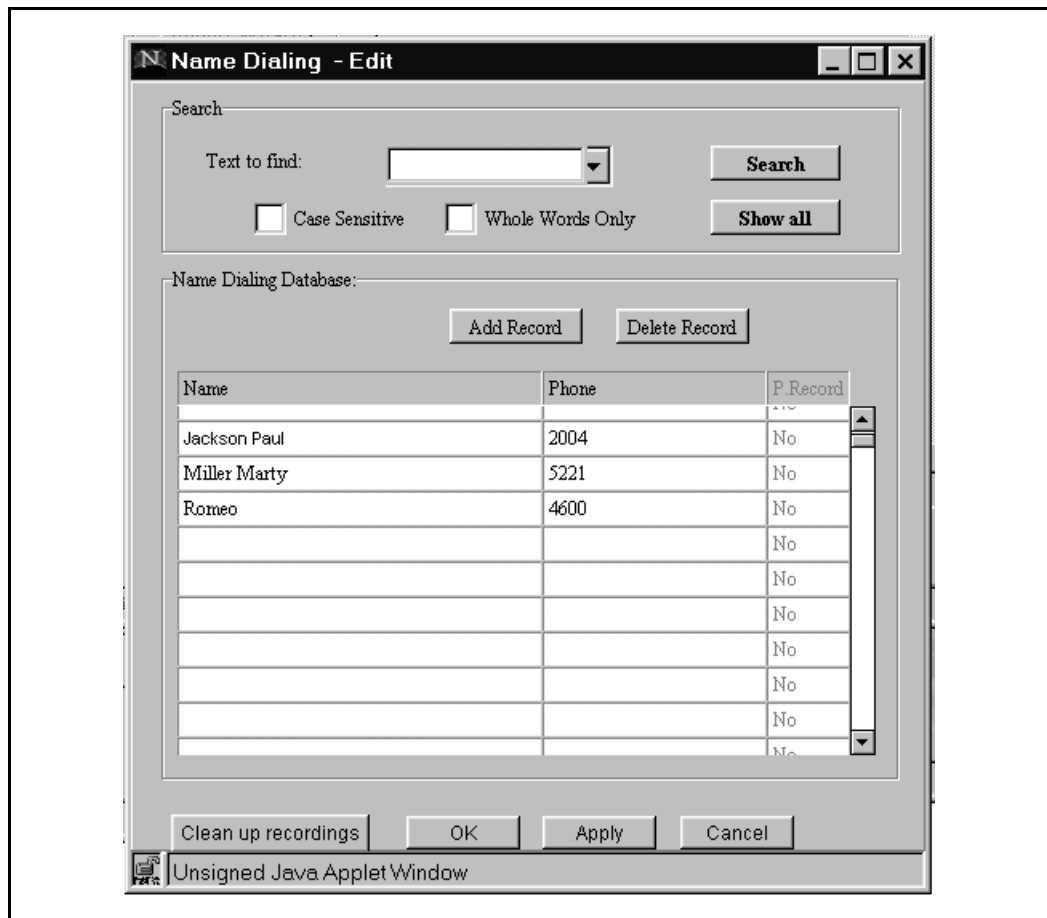 N Name Dialing - Edit
Search
Text to find:
Search
Case Sensitive
Whole Words Only
Show all
Name Dialing Database:
Add Record
Delete Record
Name Phone P.Record
Jackson Paul 2004 No
Miller Marty 5221 No
Romeo 4600 No
No
No
No
No
No
No
No
Clean up recordings OK Apply Cancel
Unsigned Java Applet Window